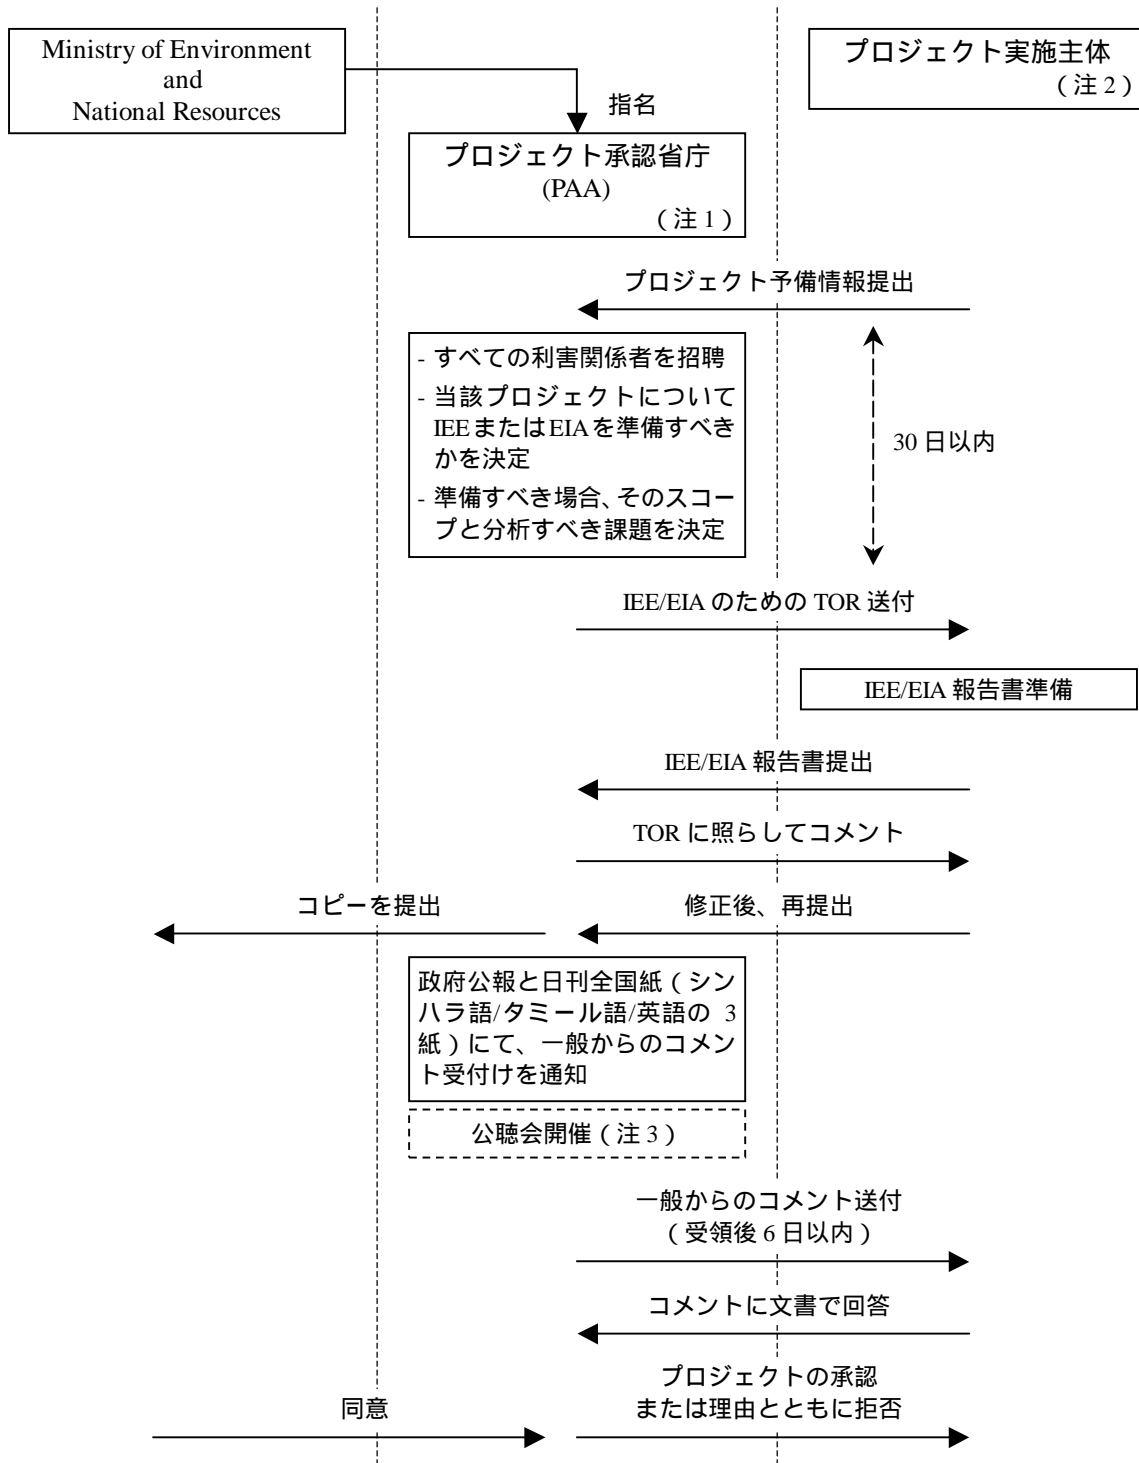 Ministry of Environment
and
National Resources
プロジェクト実施主体
（注 2）
指名
プロジェクト承認省庁
(PAA)
（注 1）
プロジェクト予備情報提出
- すべての利害関係者を招聘
- 当該プロジェクトについて
IEE または EIA を準備すべき
かを決定
- 準備すべき場合、そのスコー
プと分析すべき課題を決定
30 日以内
IEE/EIA のための TOR 送付
IEE/EIA 報告書準備
IEE/EIA 報告書提出
TOR に照らしてコメント
コピーを提出
修正後、再提出
政府公報と日刊全国紙（シン
ハラ語/タミール語/英語の 3
紙）にて、一般からのコメン
ト受付けを通知
公聴会開催（注 3）
一般からのコメント送付
（受領後 6 日以内）
コメントに文書で回答
プロジェクトの承認
または理由とともに拒否
同意